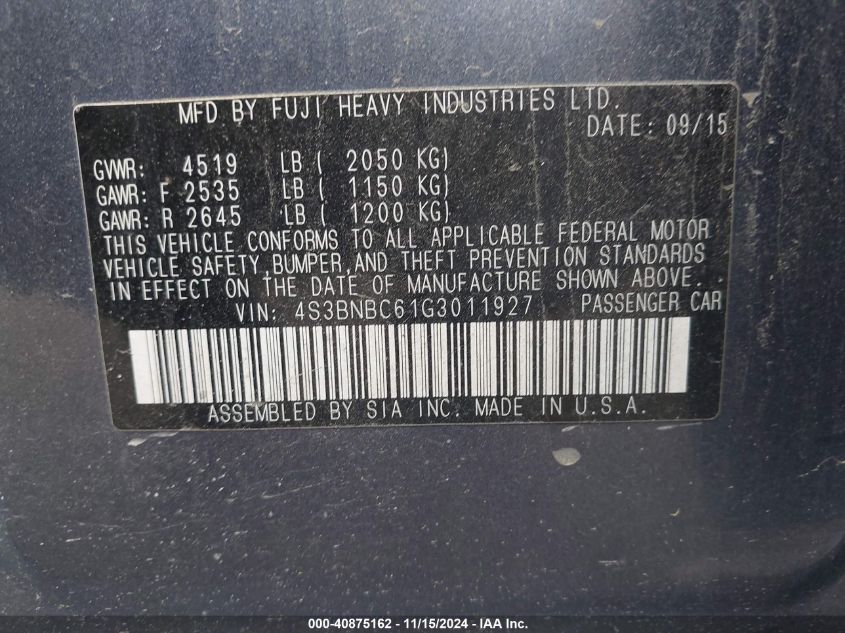 MFD BY FUJI HEAVY INDUSTRIES LTD.
DATE: 09/15
GVWR: 4519 LB ( 2050 KG)
GAWR: F 2535 LB ( 1150 KG)
GAWR: R 2645 LB ( 1200 KG)
THIS VEHICLE CONFORMS TO ALL APPLICABLE FEDERAL MOTOR
VEHICLE SAFETY,BUMPER,AND THEFT PREVENTION STANDARDS
IN EFFECT ON THE DATE OF MANUFACTURE SHOWN ABOVE.
VIN: 4S3BNBC61G3011927 PASSENGER CAR
ASSEMBLED BY SIA INC. MADE IN U.S.A.
000-40875162 - 11/15/2024 - IAA Inc.